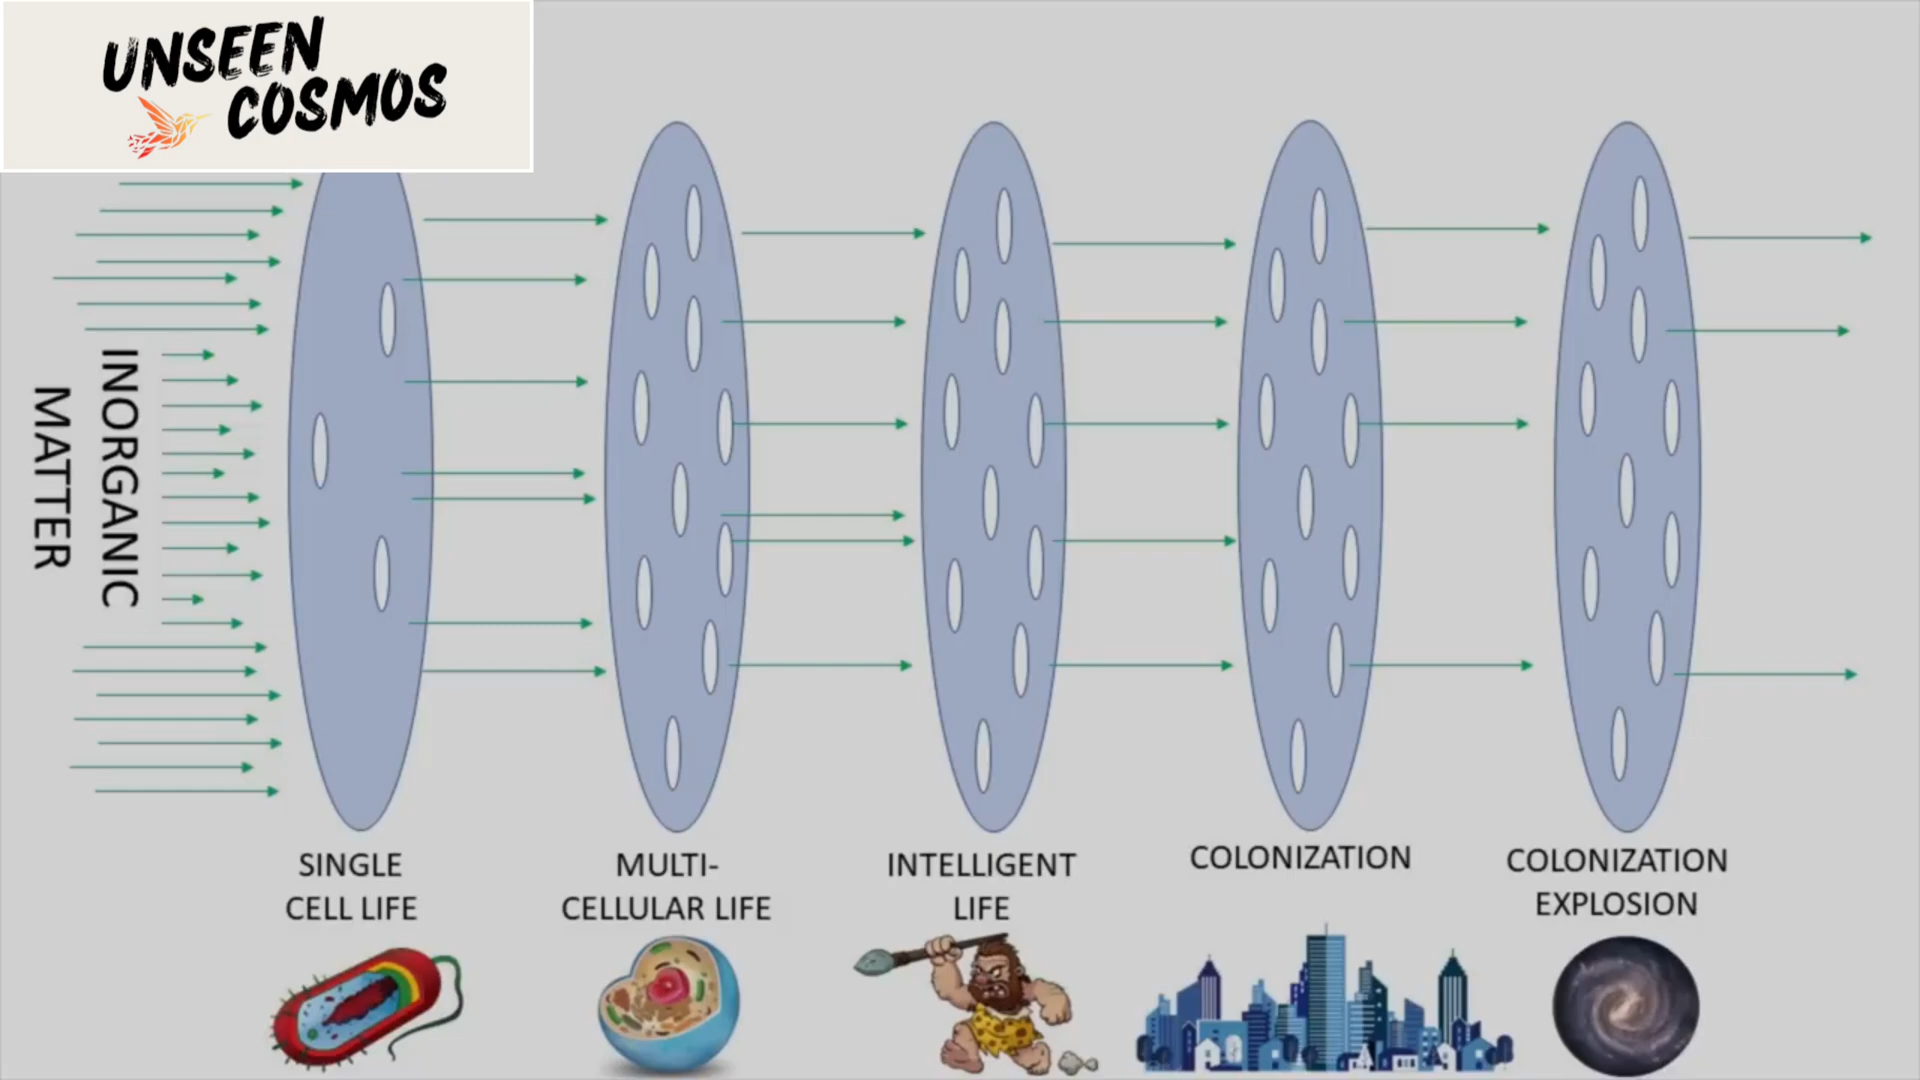 UNSEEN
COSMOS
INORGANIC
MATTER
SINGLE
CELL LIFE
MULTI-
CELLULAR LIFE
INTELLIGENT
LIFE
COLONIZATION
COLONIZATION
EXPLOSION